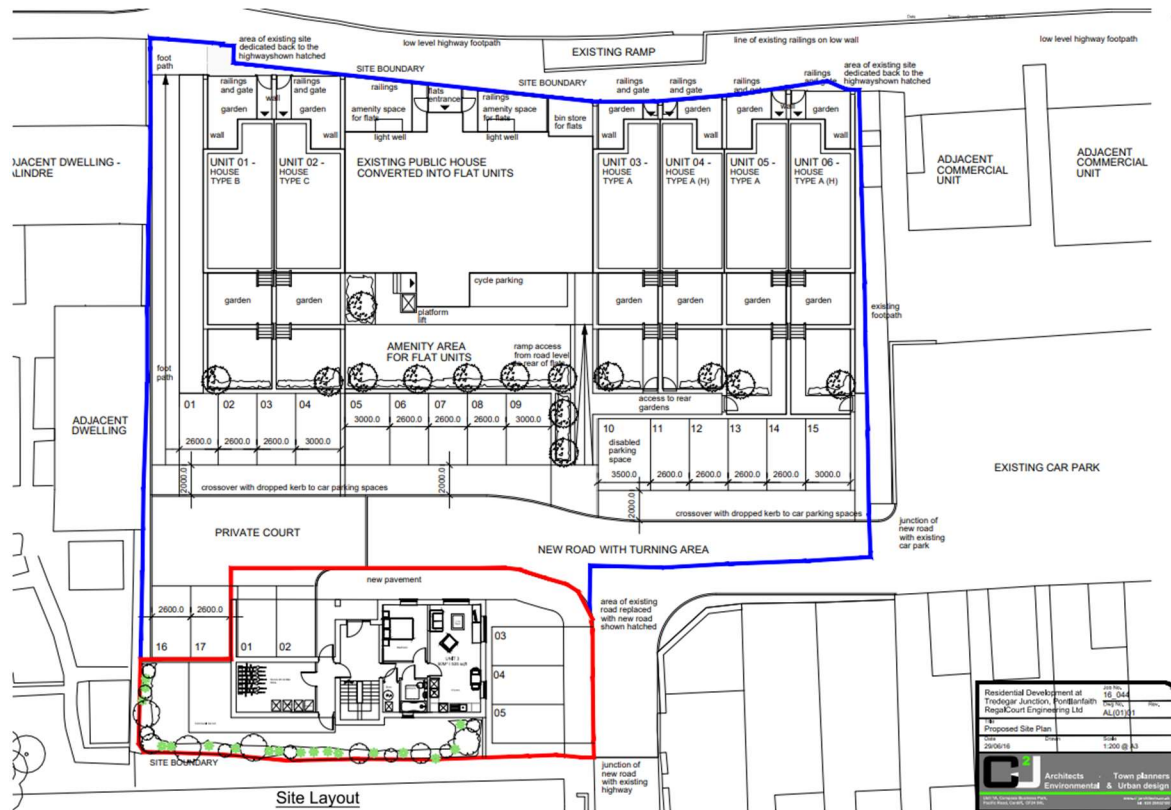 area of existing site
dedicated back to the
highwayshown hatched
low level highway footpath
EXISTING RAMP
line of existing railings on low wall
low level highway footpath
foot
path
SITE BOUNDARY
SITE BOUNDARY
area of existing site
dedicated back to the
highwayshown hatched
railings
and gate
railings
and gate
railings
flats
entrance
railings
railings
and gate
railings
and gate
railings
and gate
railings
and gate
wall
garden
garden
amenity space
for flats
amenity space
for flats
bin store
for flats
garden
garden
garden
garden
wall
wall
wall
light well
light well
wall
wall
wall
UNIT 01 -
HOUSE
TYPE B
UNIT 02 -
HOUSE
TYPE C
EXISTING PUBLIC HOUSE
CONVERTED INTO FLAT UNITS
UNIT 03 -
HOUSE
TYPE A
UNIT 04 -
HOUSE
TYPE A (H)
UNIT 05 -
HOUSE
TYPE A
UNIT 06 -
HOUSE
TYPE A (H)
DJACENT DWELLING -
ALINDRE
ADJACENT
COMMERCIAL
UNIT
ADJACENT
COMMERCIAL
UNIT
cycle parking
garden
garden
platform
lift
garden
garden
garden
garden
existing
footpath
AMENITY AREA
FOR FLAT UNITS
ramp access
from road level
to rear of flats
foot
path
access to rear
gardens
ADJACENT
DWELLING
01
02
03
04
05
06
07
08
09
2600.0
2600.0
2600.0
3000.0
3000.0
2600.0
2600.0
2600.0
3000.0
10
11
12
13
14
15
disabled
parking
space
3500.0
2600.0
2600.0
2600.0
2600.0
3000.0
EXISTING CAR PARK
2000.0
crossover with dropped kerb to car parking spaces
2000.0
2000.0
crossover with dropped kerb to car parking spaces
PRIVATE COURT
NEW ROAD WITH TURNING AREA
junction of
new road
with existing
car park
new pavement
2600.0
2600.0
area of existing
road replaced
with new road
shown hatched
16
17
01
02
03
04
05
SITE BOUNDARY
junction of
new road
with existing
highway
Site Layout
Residential Development at
Tredegar Junction, Pontllanfaith
RegalCourt Engineering Ltd
Job No.
16_044
AL(01)01
Rev.
Title
Proposed Site Plan
Date
29/06/16
Drawn
Scale
1:200 @ A3
C2J
Architects - Town planners
Environmental & Urban design